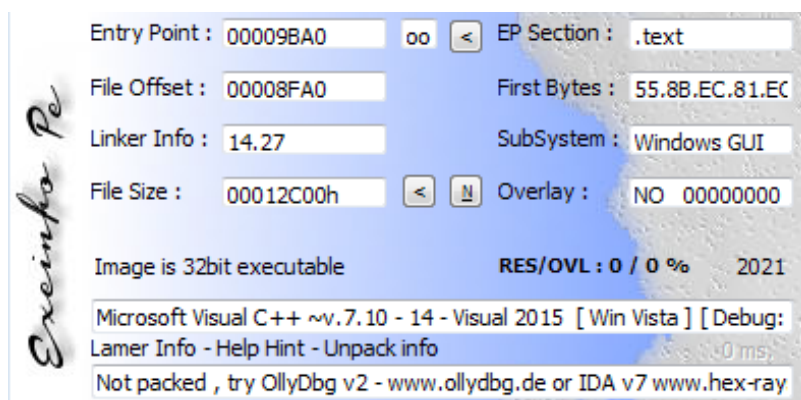 Exeinfo Pe
Entry Point : 00009BA0 oo < EP Section : .text
File Offset : 00008FA0 First Bytes : 55.8B.EC.81.EC
Linker Info : 14.27 SubSystem : Windows GUI
File Size : 00012C00h < N Overlay : NO 00000000
Image is 32bit executable RES/OVL : 0 / 0 % 2021
Microsoft Visual C++ ~v.7.10 - 14 - Visual 2015 [ Win Vista ] [ Debug:
Lamer Info - Help Hint - Unpack info 0 ms.
Not packed , try OllyDbg v2 - www.ollydbg.de or IDA v7 www.hex-ray